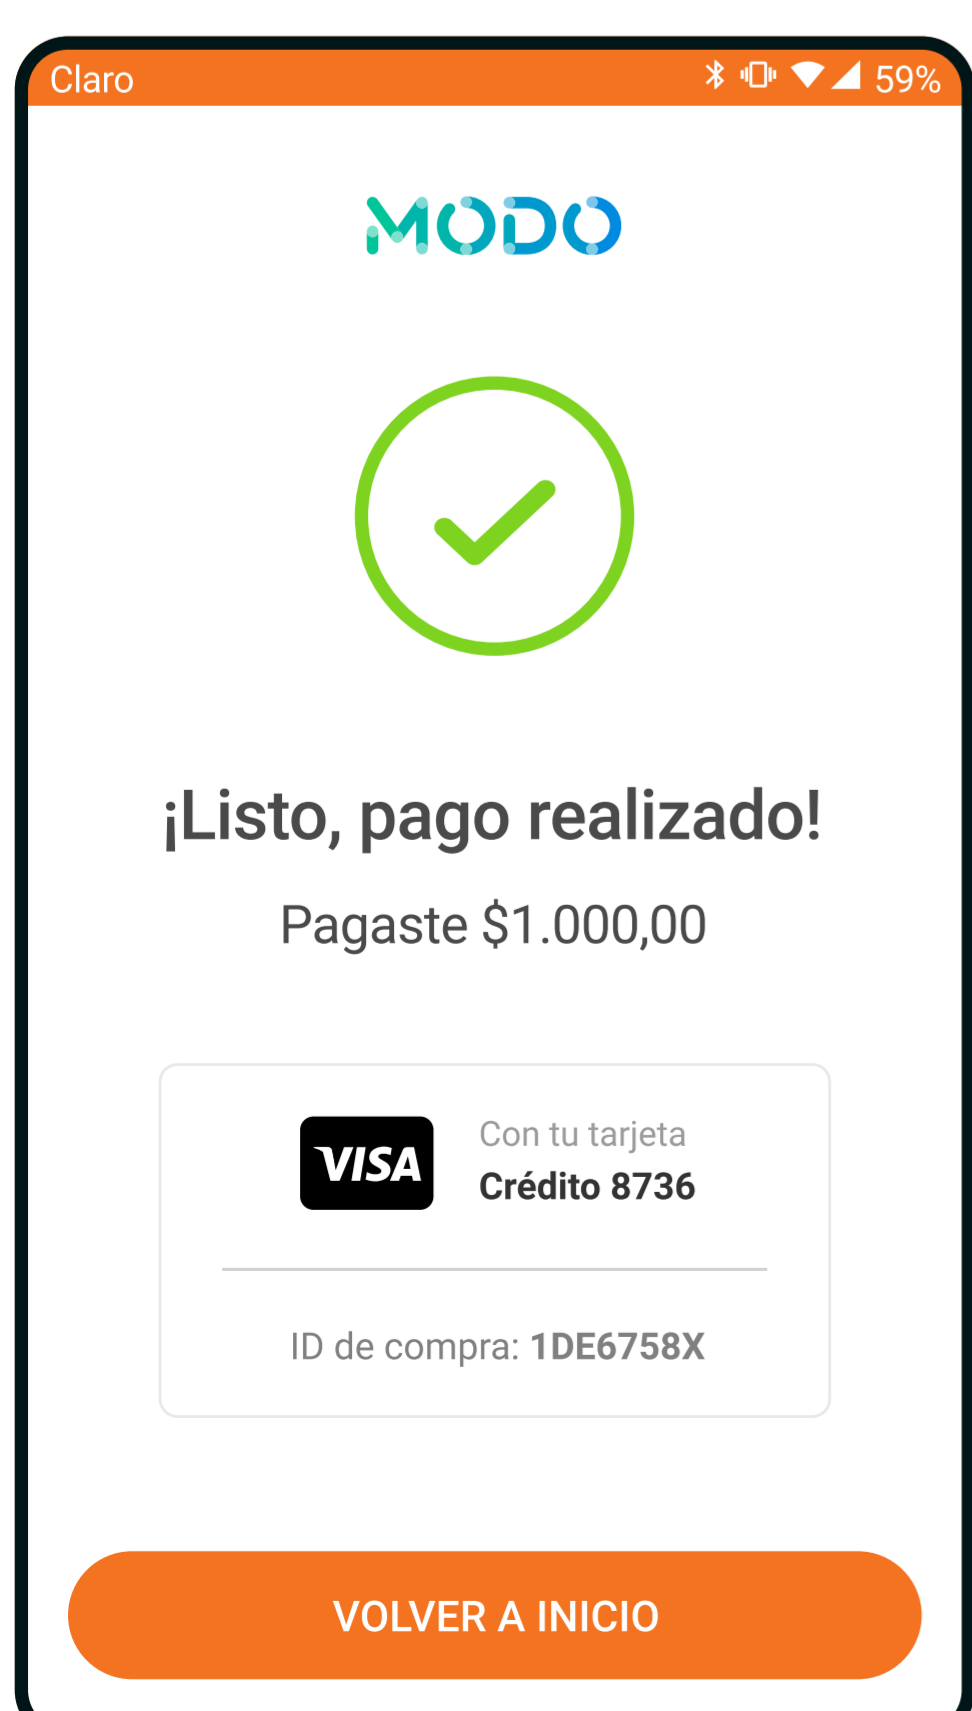 Claro 59%
MODO
¡Listo, pago realizado!
Pagaste $1.000,00
VISA
Con tu tarjeta
Crédito 8736
ID de compra: 1DE6758X
VOLVER A INICIO